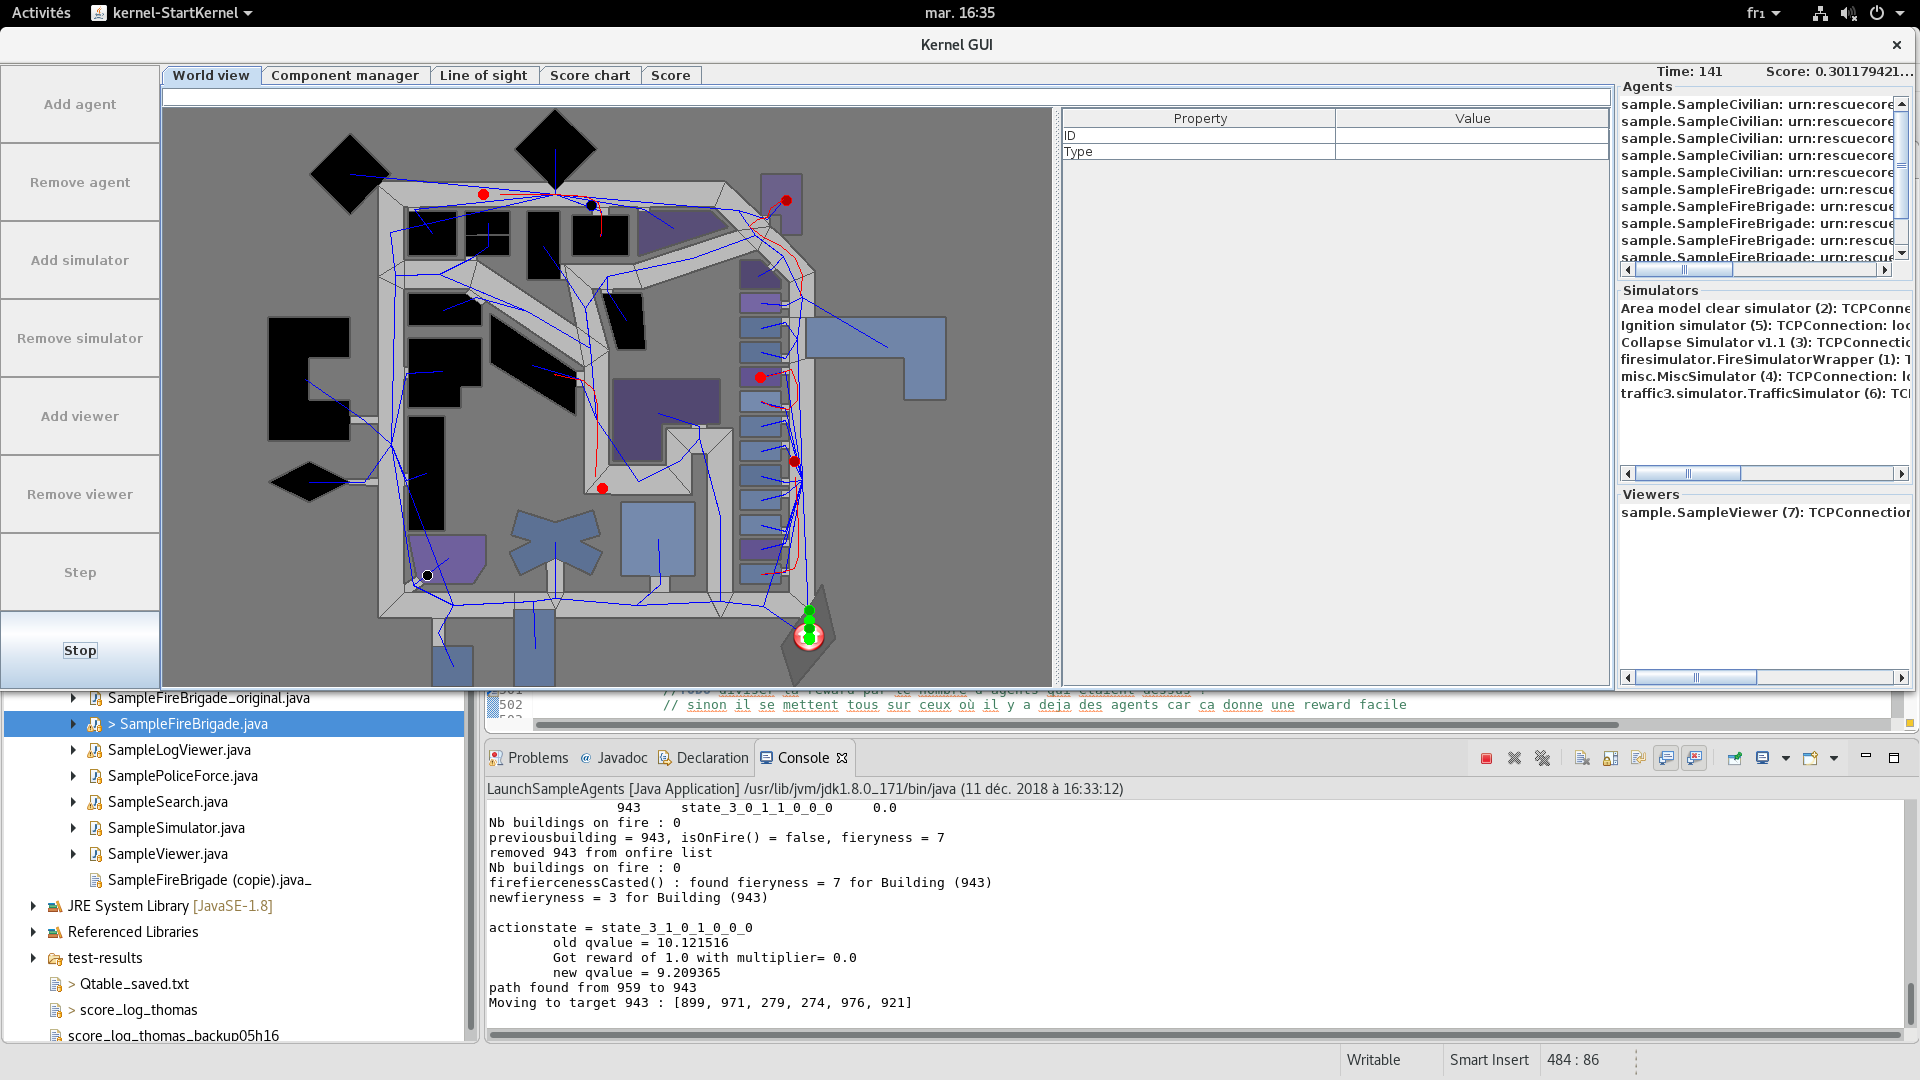 Activités
kernel-StartKernel
mar. 16:35
fr₁
Kernel GUI
Add agent
Remove agent
Add simulator
Remove simulator
Add viewer
Remove viewer
Step
Stop
World view
Component manager
Line of sight
Score chart
Score
Time: 141
Score: 0.301179421...
Property
Value
ID
Type
Agents
sample.SampleCivilian: urn:rescuecore
sample.SampleCivilian: urn:rescuecore
sample.SampleCivilian: urn:rescuecore
sample.SampleCivilian: urn:rescuecore
sample.SampleCivilian: urn:rescuecore
sample.SampleFireBrigade: urn:rescue
sample.SampleFireBrigade: urn:rescue
sample.SampleFireBrigade: urn:rescue
sample.SampleFireBrigade: urn:rescue
sample.SampleFireBrigade: urn:rescue
Simulators
Area model clear simulator (2): TCPConne
Ignition simulator (5): TCPConnection: loc
Collapse Simulator v1.1 (3): TCPConnectio
firesimulator.FireSimulatorWrapper (1): T
misc.MiscSimulator (4): TCPConnection: lo
traffic3.simulator.TrafficSimulator (6): TC
Viewers
sample.SampleViewer (7): TCPConnection
SampleFireBrigade_original.java
> SampleFireBrigade.java
SampleLogViewer.java
SamplePoliceForce.java
SampleSearch.java
SampleSimulator.java
SampleViewer.java
SampleFireBrigade (copie).java_
JRE System Library [JavaSE-1.8]
Referenced Libraries
test-results
> Qtable_saved.txt
> score_log_thomas
score_log_thomas_backup05h16
//TODO diviser la reward par le nombre d'agents qui étaient dessus !
502 // sinon il se mettent tous sur ceux où il y a deja des agents car ca donne une reward facile
Problems
@ Javadoc
Declaration
Console
LaunchSampleAgents [Java Application] /usr/lib/jvm/jdk1.8.0_171/bin/java (11 déc. 2018 à 16:33:12)
943 state_3_0_1_1_0_0_0 0.0
Nb buildings on fire : 0
previousbuilding = 943, isOnFire() = false, fieryness = 7
removed 943 from onfire list
Nb buildings on fire : 0
firefiercenessCasted() : found fieryness = 7 for Building (943)
newfieryness = 3 for Building (943)
actionstate = state_3_1_0_1_0_0_0
old qvalue = 10.121516
Got reward of 1.0 with multiplier= 0.0
new qvalue = 9.209365
path found from 959 to 943
Moving to target 943 : [899, 971, 279, 274, 976, 921]
Writable
Smart Insert
484 : 86